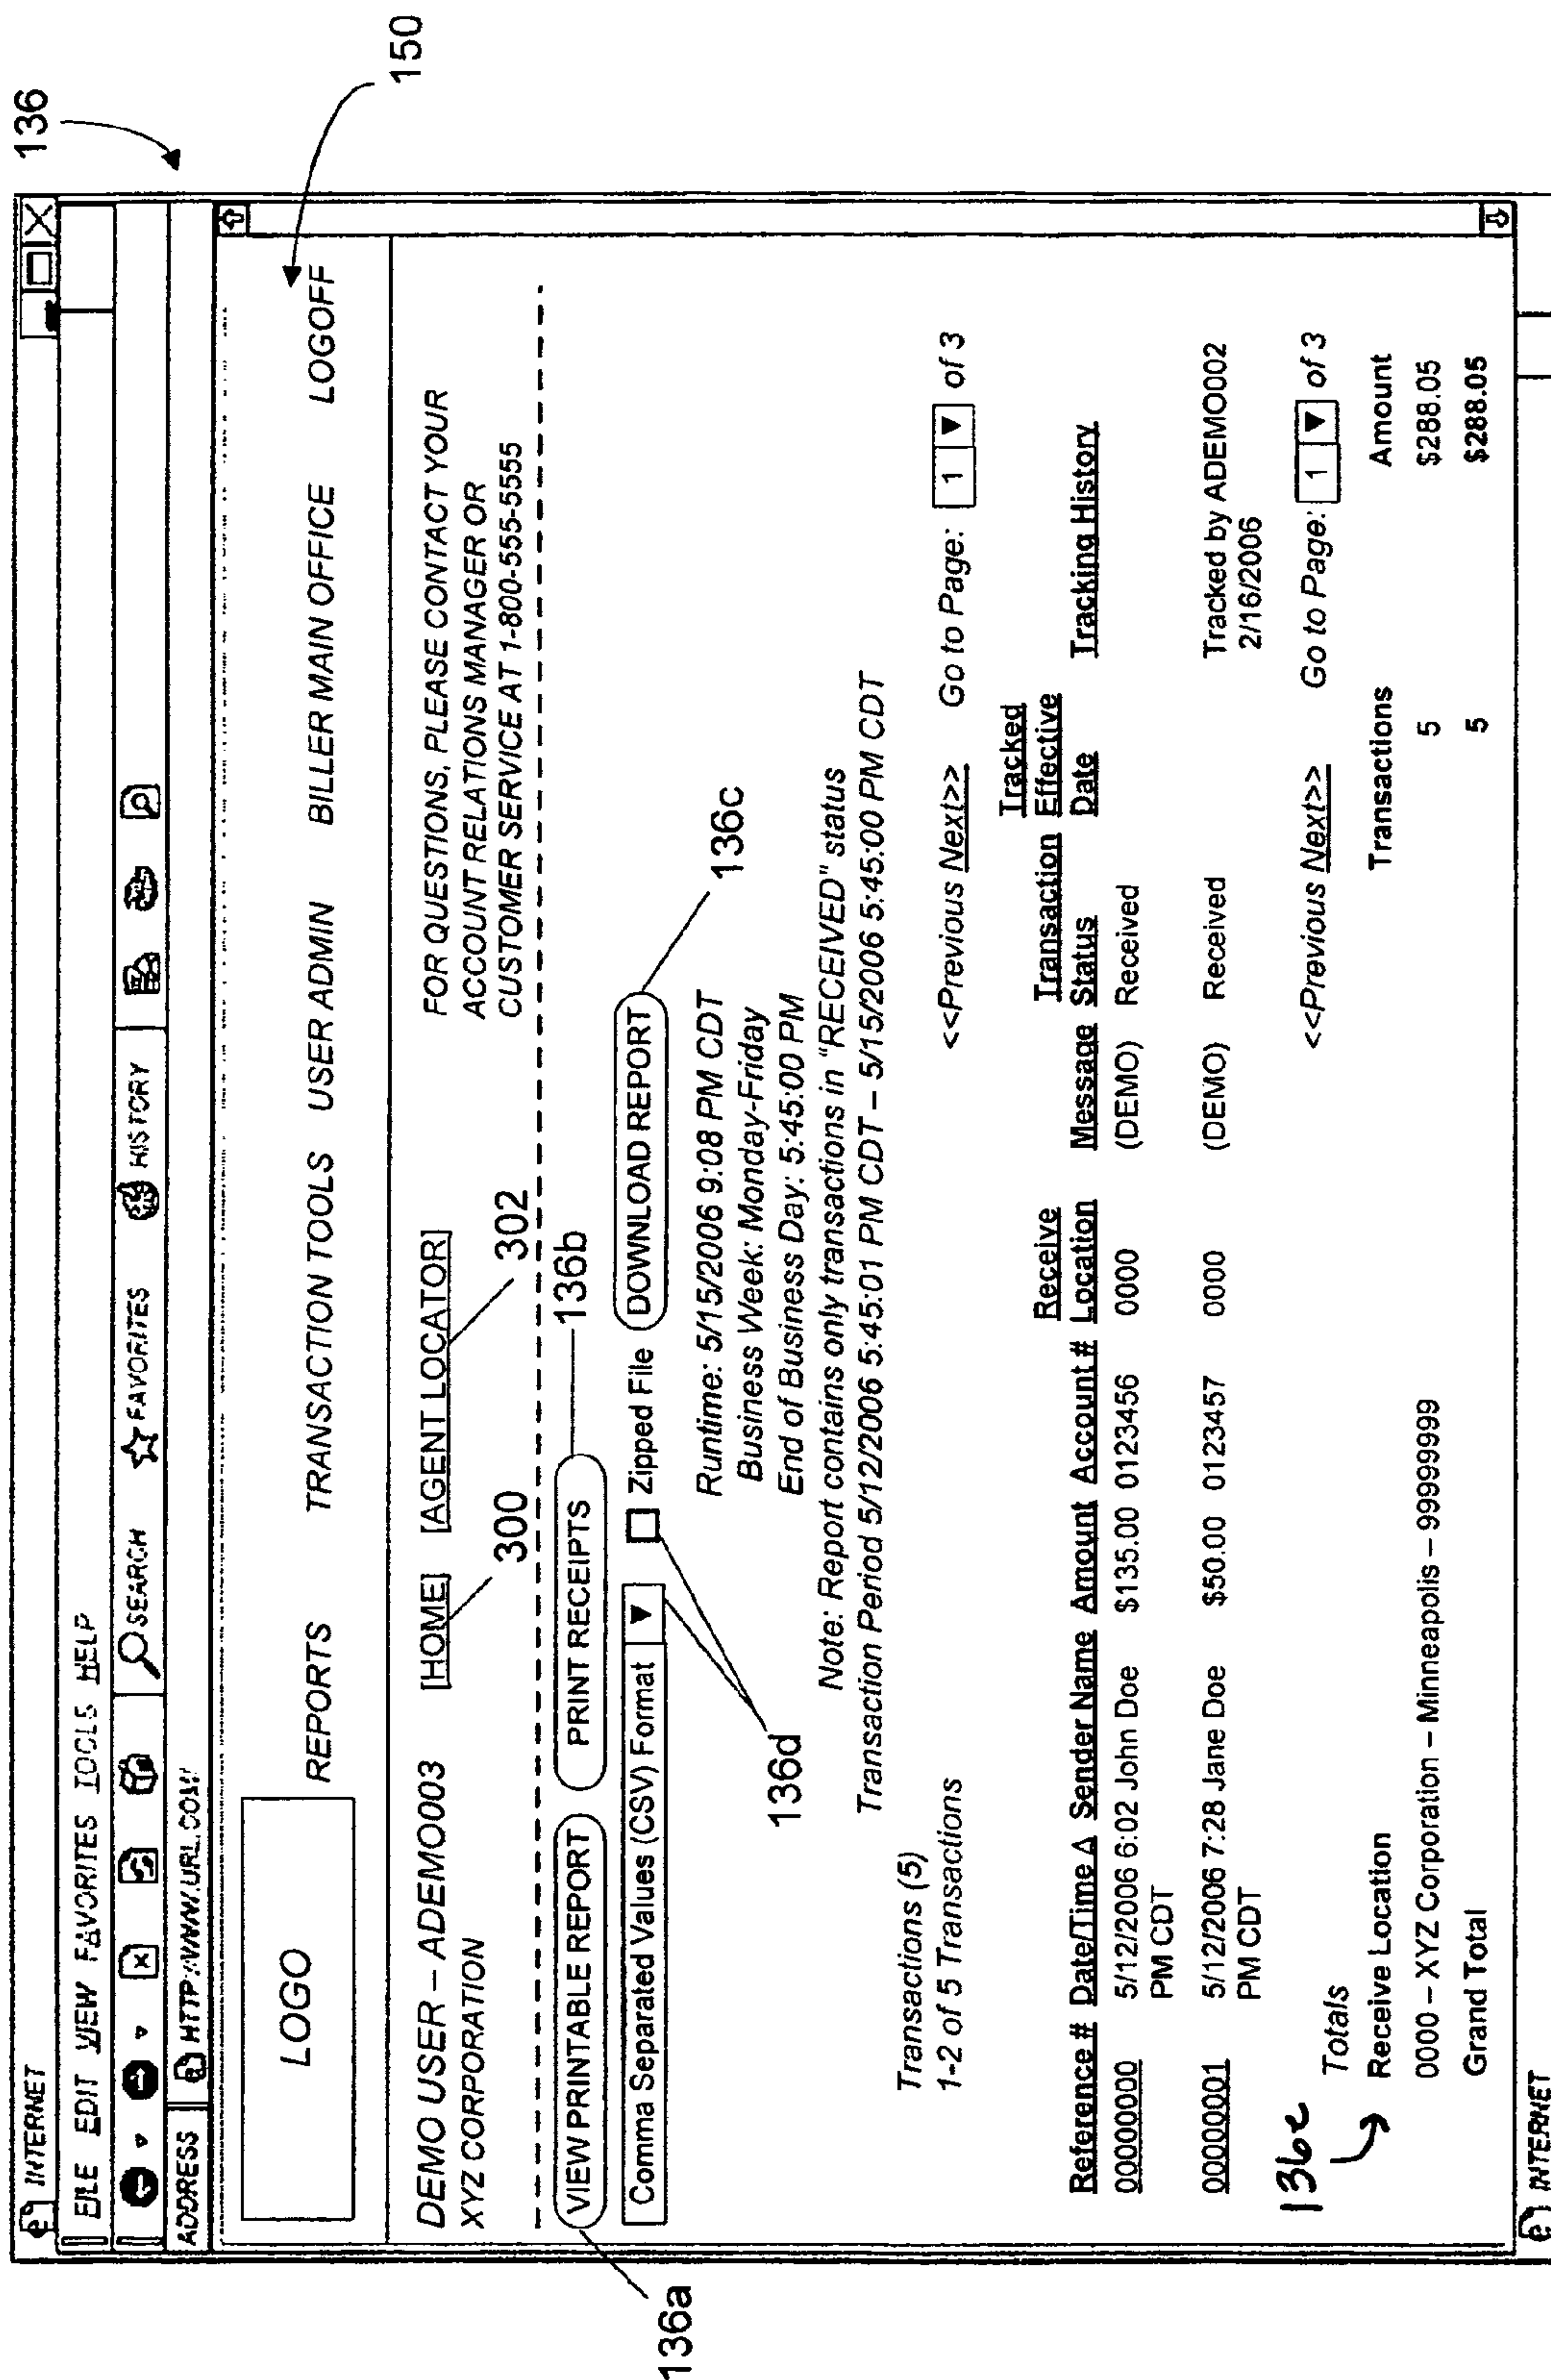 136
150
INTERNET
FILE EDIT VIEW FAVORITES TOOLS HELP
SEARCH FAVORITES HISTORY
ADDRESS HTTP://WWW.URL.COM
LOGO
REPORTS TRANSACTION TOOLS USER ADMIN BILLER MAIN OFFICE LOGOFF
DEMO USER – ADEMO003 [HOME] [AGENT LOCATOR] FOR QUESTIONS, PLEASE CONTACT YOUR
XYZ CORPORATION ACCOUNT RELATIONS MANAGER OR
300 302 CUSTOMER SERVICE AT 1-800-555-5555
136a VIEW PRINTABLE REPORT PRINT RECEIPTS 136b
Comma Separated Values (CSV) Format ▼ Zipped File DOWNLOAD REPORT 136c
136d
Runtime: 5/15/2006 9:08 PM CDT
Business Week: Monday-Friday
End of Business Day: 5:45:00 PM
Note: Report contains only transactions in "RECEIVED" status
Transaction Period 5/12/2006 5:45:01 PM CDT – 5/15/2006 5:45:00 PM CDT
Transactions (5)
1-2 of 5 Transactions <<Previous Next>> Go to Page: 1 ▼ of 3
Tracked
Receive Transaction Effective
Reference # Date/Time Δ Sender Name Amount Account # Location Message Status Date Tracking History
00000000 5/12/2006 6:02 John Doe $135.00 0123456 0000 (DEMO) Received
PM CDT
00000001 5/12/2006 7:28 Jane Doe $50.00 0123457 0000 (DEMO) Received Tracked by ADEMO002
PM CDT 2/16/2006
136e
Totals <<Previous Next>> Go to Page: 1 ▼ of 3
Receive Location Transactions Amount
0000 – XYZ Corporation – Minneapolis – 99999999 5 $288.05
Grand Total 5 $288.05
INTERNET